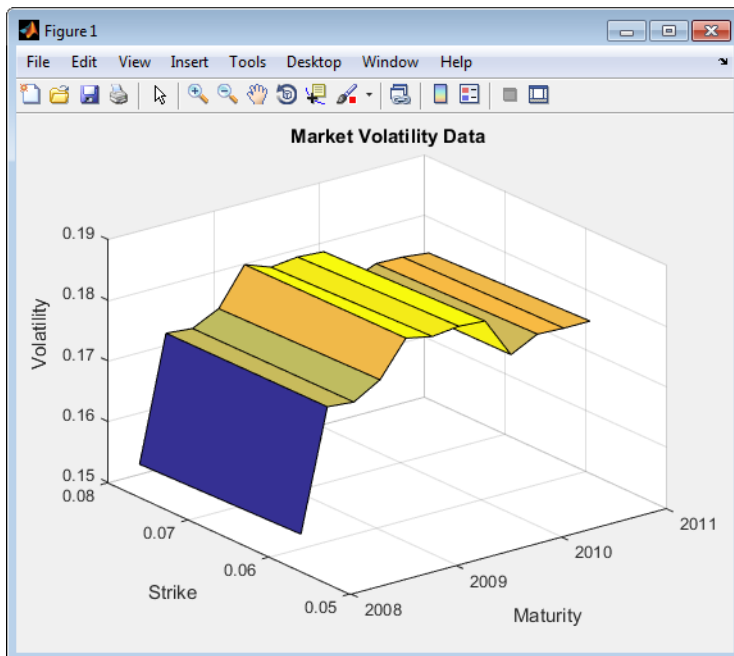 Figure 1
File Edit View Insert Tools Desktop Window Help
Market Volatility Data
0.19
0.18
0.17
0.16
0.15
Volatility
0.08
0.07
0.06
0.05
Strike
2008
2009
2010
2011
Maturity